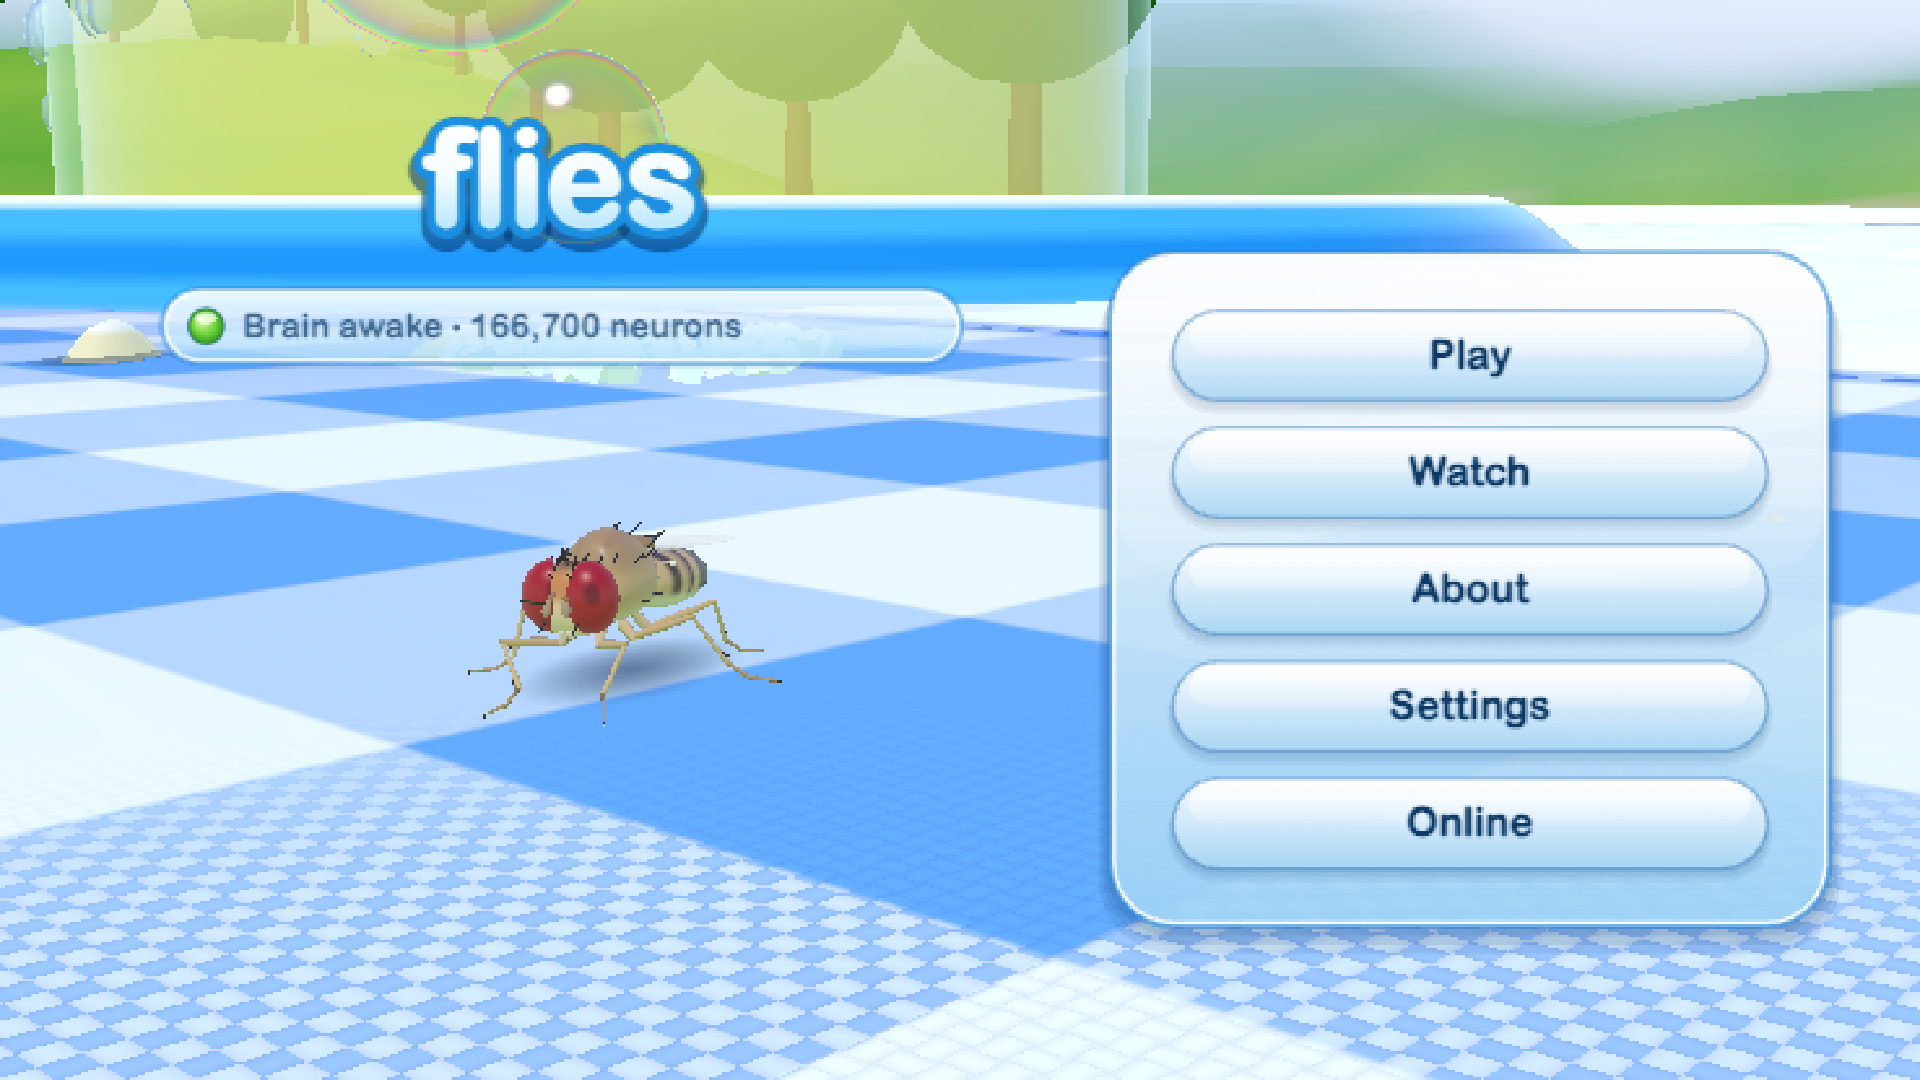 flies
Brain awake • 166,700 neurons
Play
Watch
About
Settings
Online